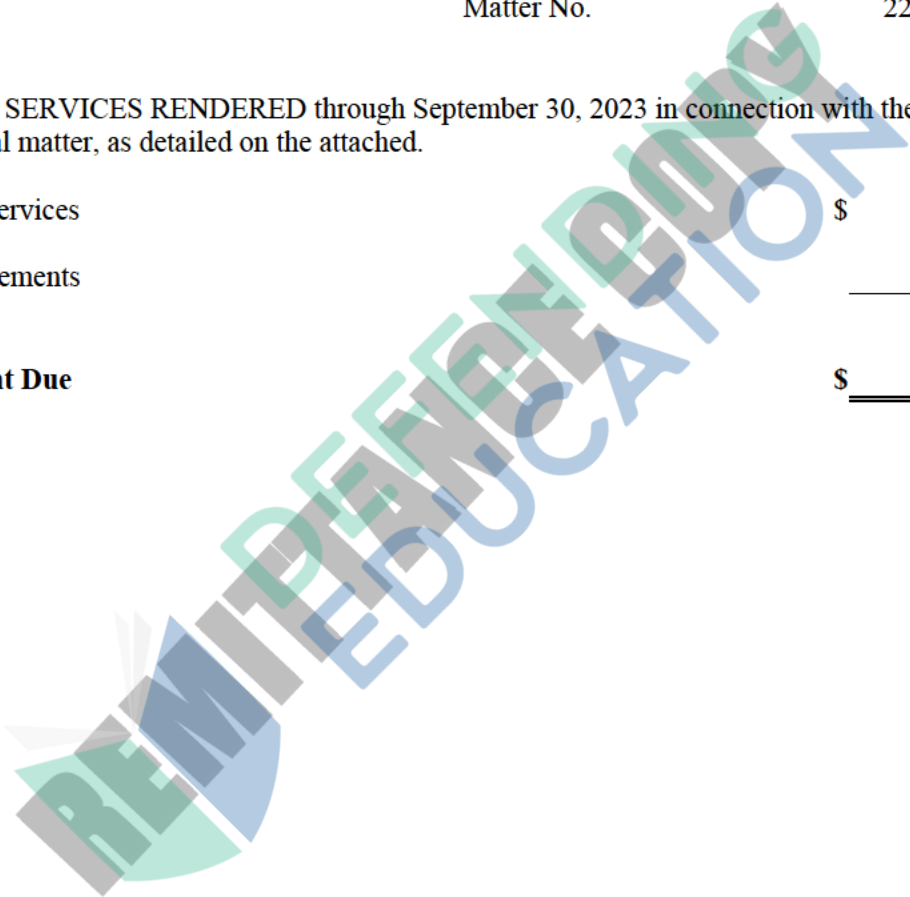 Matter No. 22
SERVICES RENDERED through September 30, 2023 in connection with the
l matter, as detailed on the attached.
ervices $
ements
t Due $
REMITTANCE COPY
DEFENDING
EDUCATION